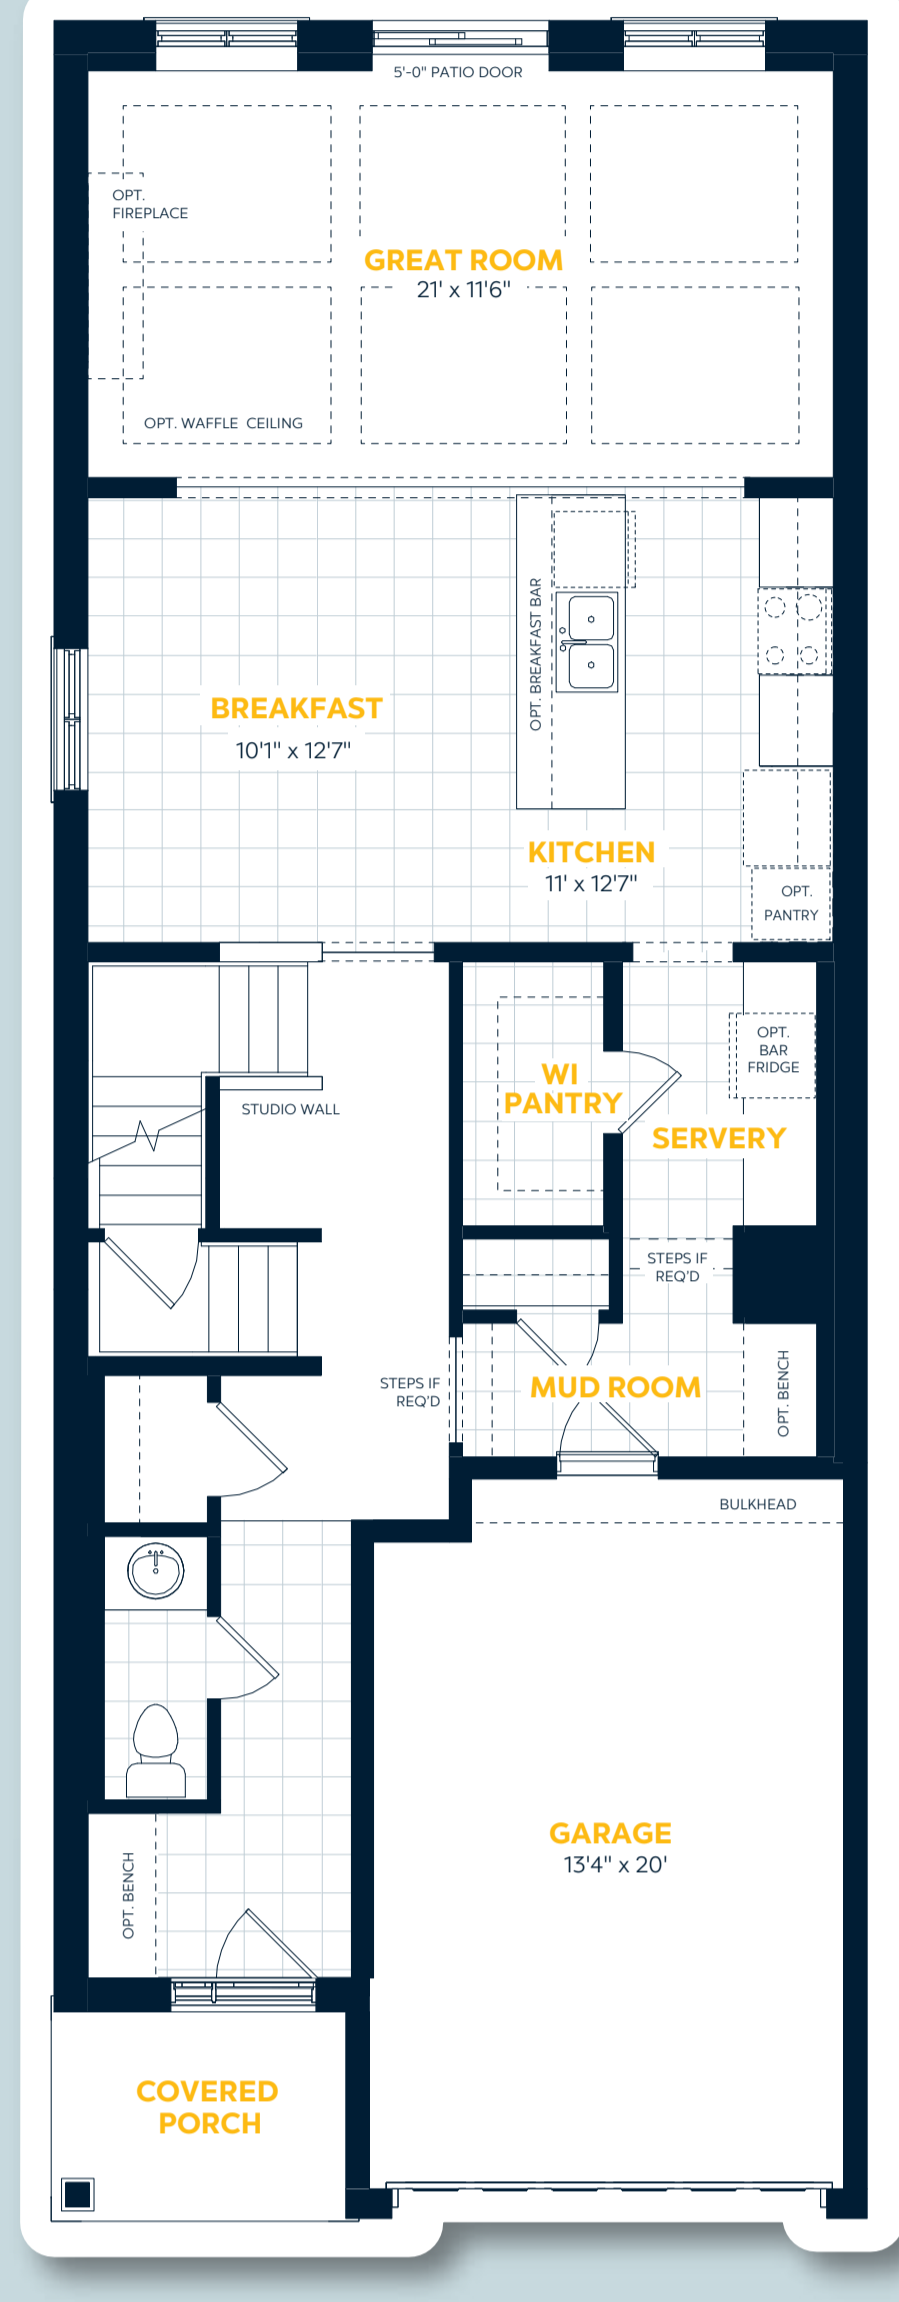 5'-0" PATIO DOOR
OPT.
FIREPLACE
GREAT ROOM
21' x 11'6"
OPT. WAFFLE CEILING
OPT. BREAKFAST BAR
BREAKFAST
10'1" x 12'7"
KITCHEN
11' x 12'7"
OPT.
PANTRY
OPT.
BAR
FRIDGE
WI
PANTRY
STUDIO WALL
SERVERY
STEPS IF
REQ'D
STEPS IF
REQ'D
MUD ROOM
OPT. BENCH
BULKHEAD
GARAGE
13'4" x 20'
OPT. BENCH
COVERED
PORCH